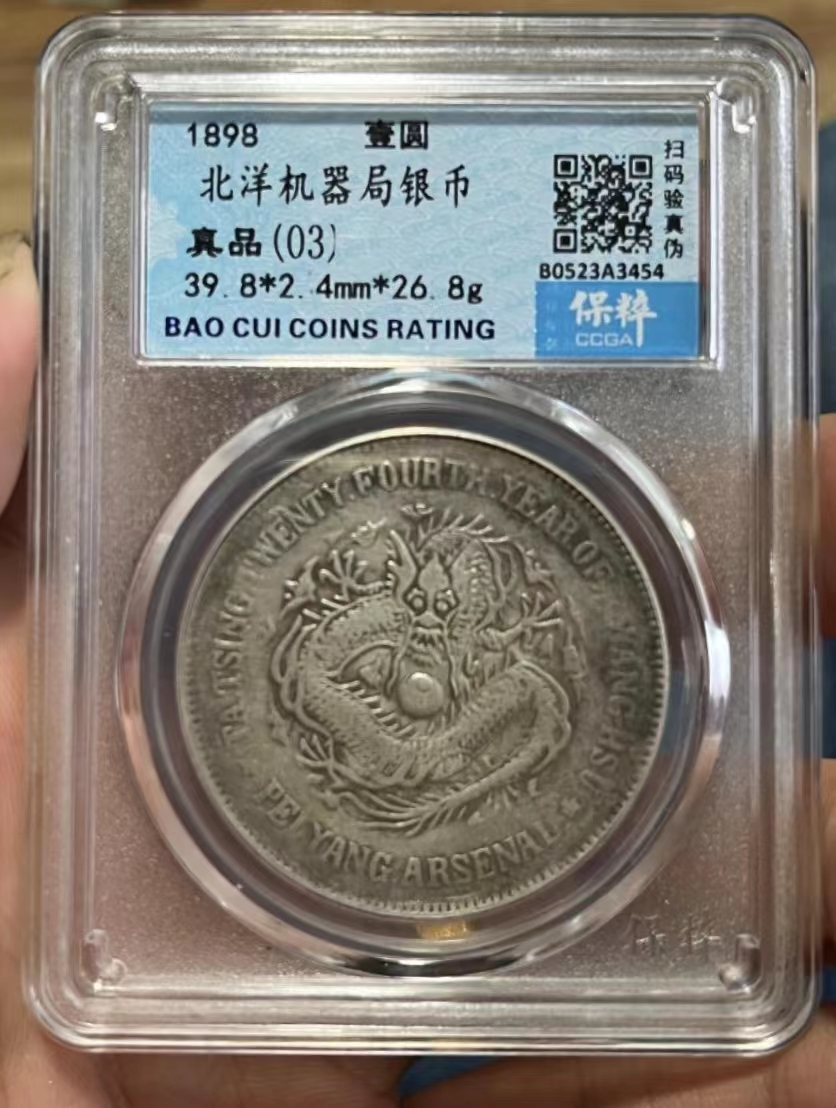 1898 壹圆
北洋机器局银币
真品(03)
39.8*2.4mm*26.8g
BAO CUI COINS RATING
扫码验真伪
B0523A3454
保粹
CCGA
TA TSING TWENTY FOURTH YEAR OF
PEI YANG ARSENAL
保粹